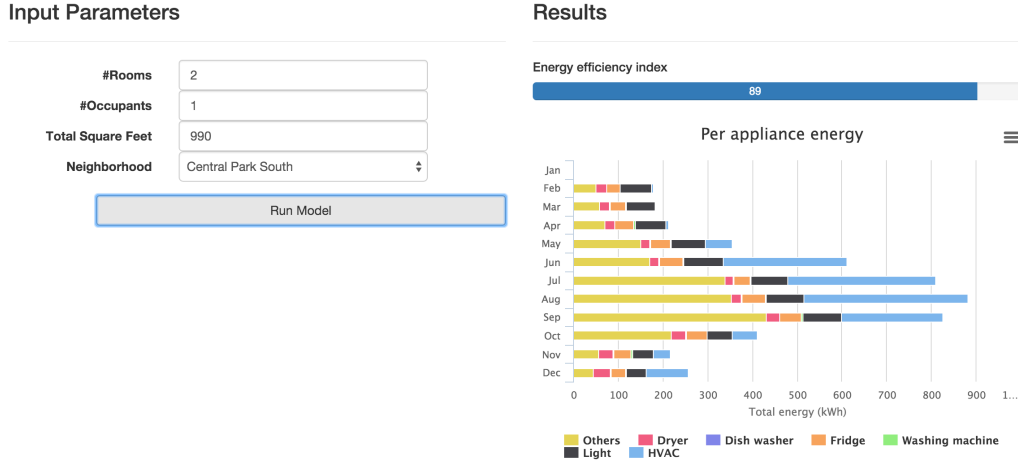 Input Parameters
#Rooms
2
#Occupants
1
Total Square Feet
990
Neighborhood
Central Park South
Run Model
Results
Energy efficiency index
89
Per appliance energy
Jan
Feb
Mar
Apr
May
Jun
Jul
Aug
Sep
Oct
Nov
Dec
0 100 200 300 400 500 600 700 800 900 1...
Total energy (kWh)
Others Dryer Dish washer Fridge Washing machine
Light HVAC